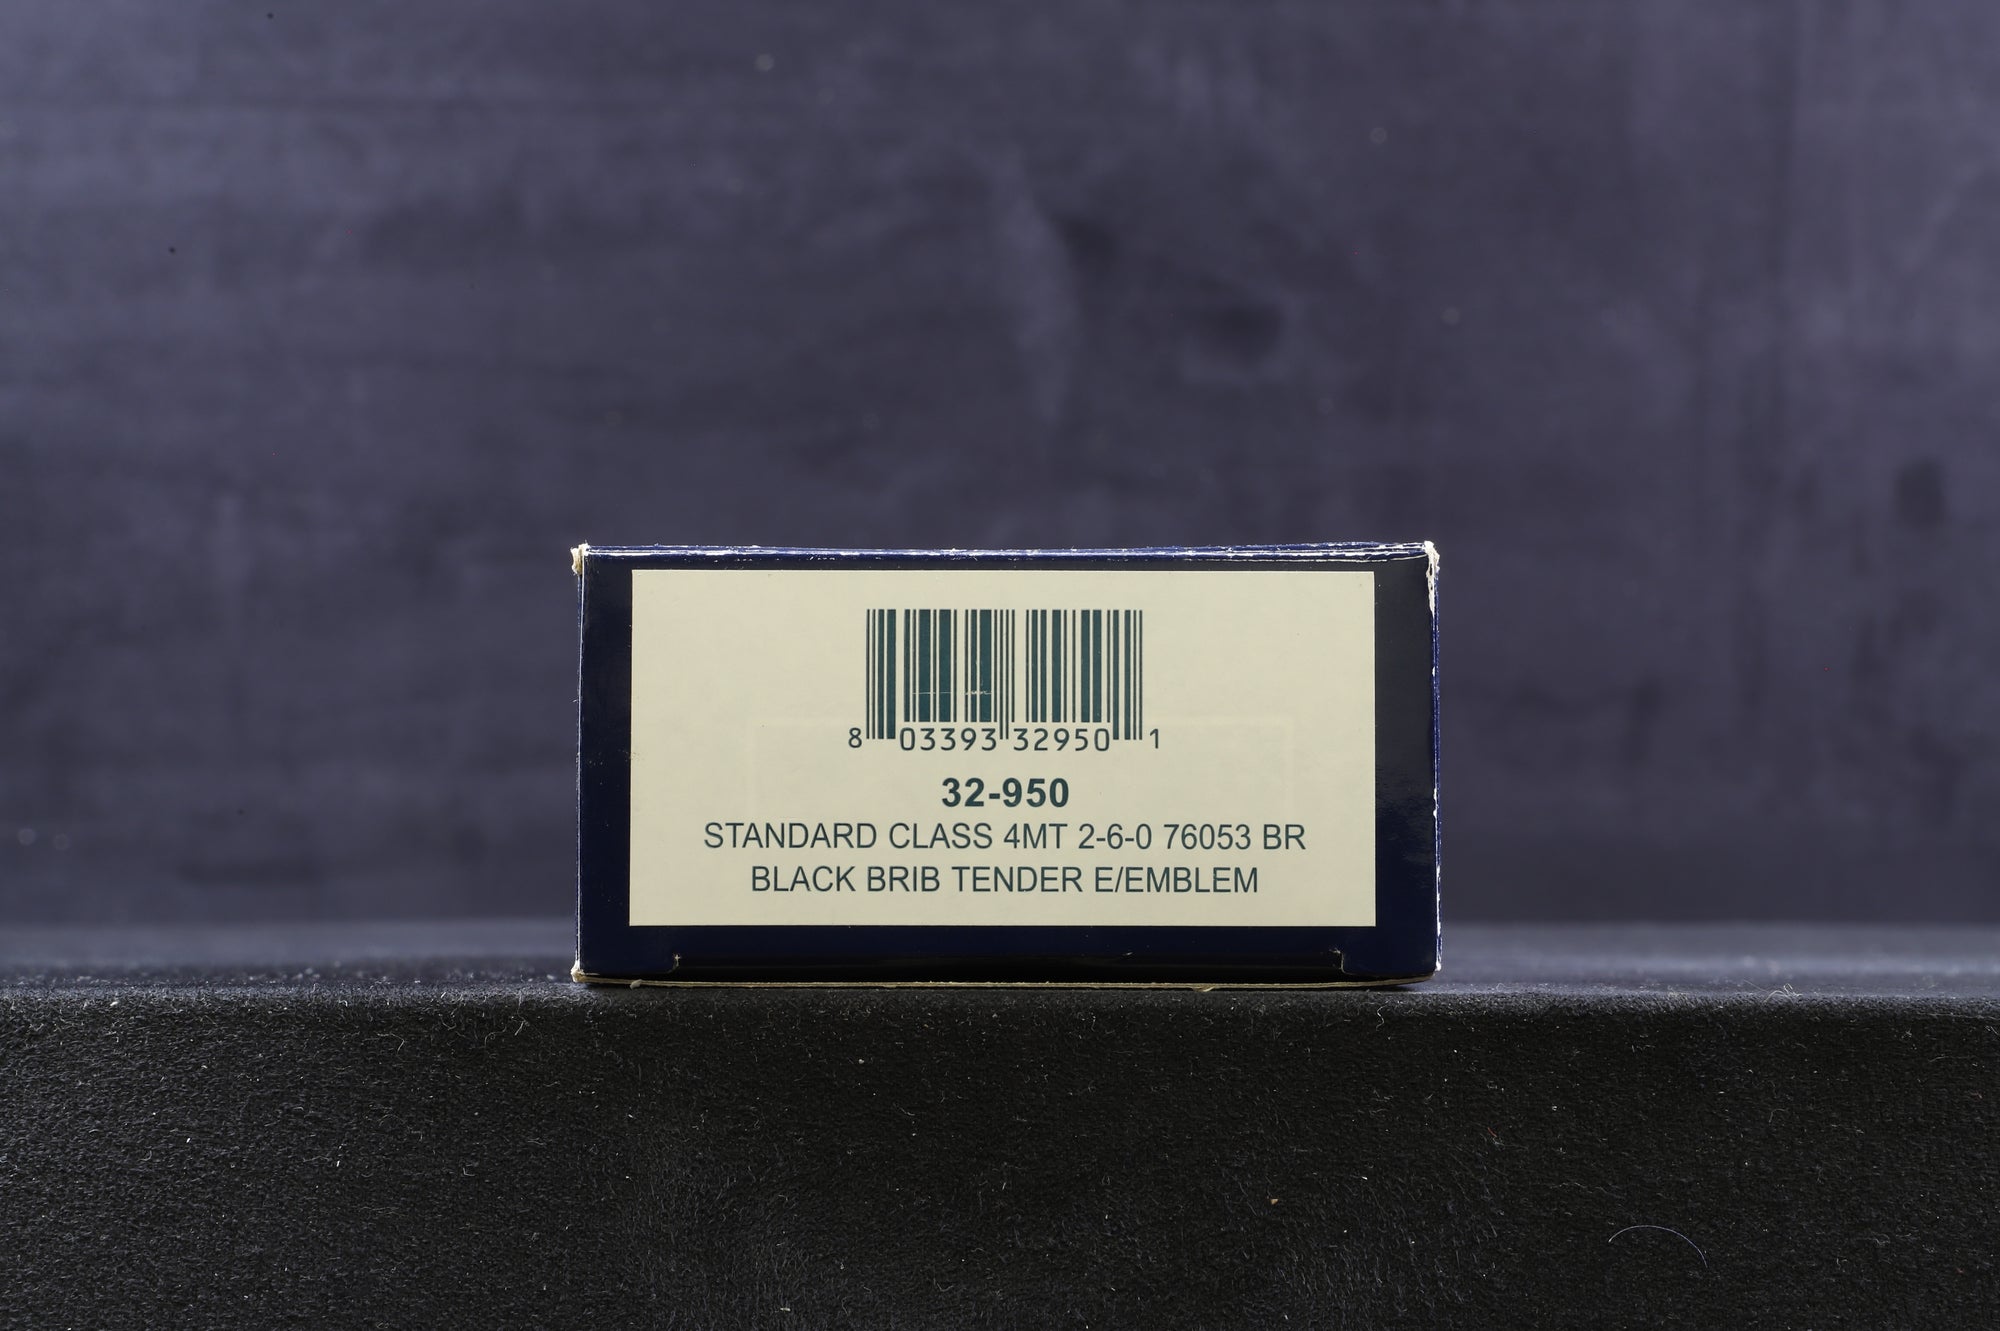 8 03393 32950 1
32-950
STANDARD CLASS 4MT 2-6-0 76053 BR
BLACK BRIB TENDER E/EMBLEM